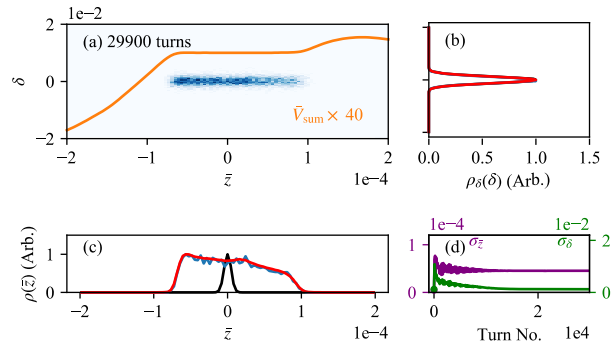 1e−2
2
0
−2
δ
(a) 29900 turns
V̄sum × 40
−2 −1 0 1 2
z̄
1e−4
(b)
0.0 0.5 1.0 1.5
ρδ(δ) (Arb.)
ρ(z̄) (Arb.)
1
0
(c)
−2 −1 0 1 2
z̄
1e−4
1e−4
1e−2
σz̄
σδ
(d)
1
0
2
0
0 2
Turn No.
1e4